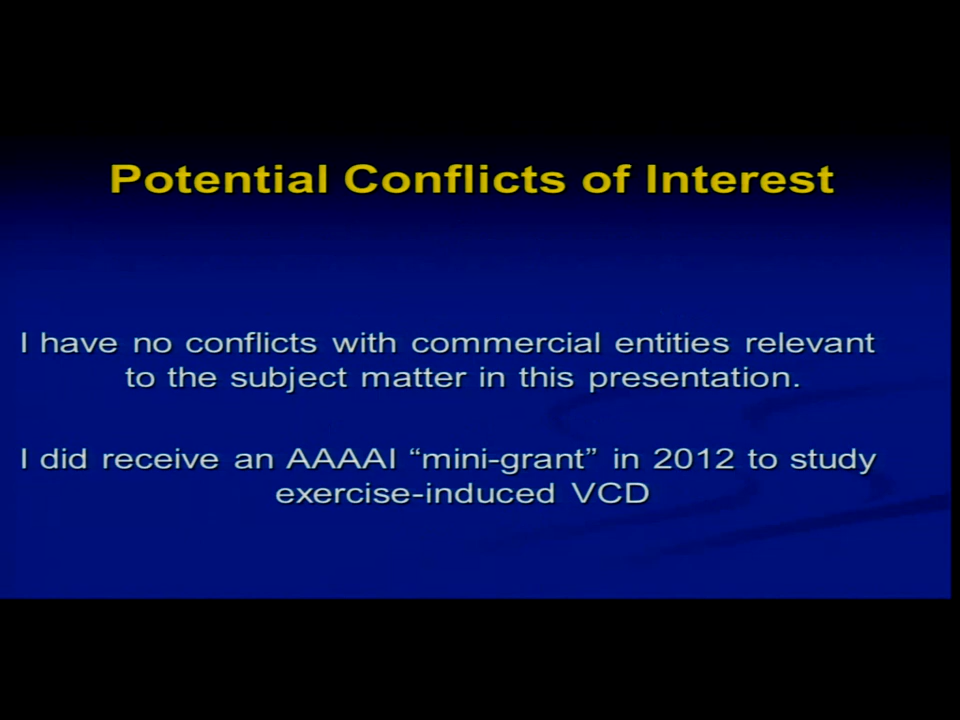 Potential Conflicts of Interest
I have no conflicts with commercial entities relevant
to the subject matter in this presentation.
I did receive an AAAAI “mini-grant” in 2012 to study
exercise-induced VCD